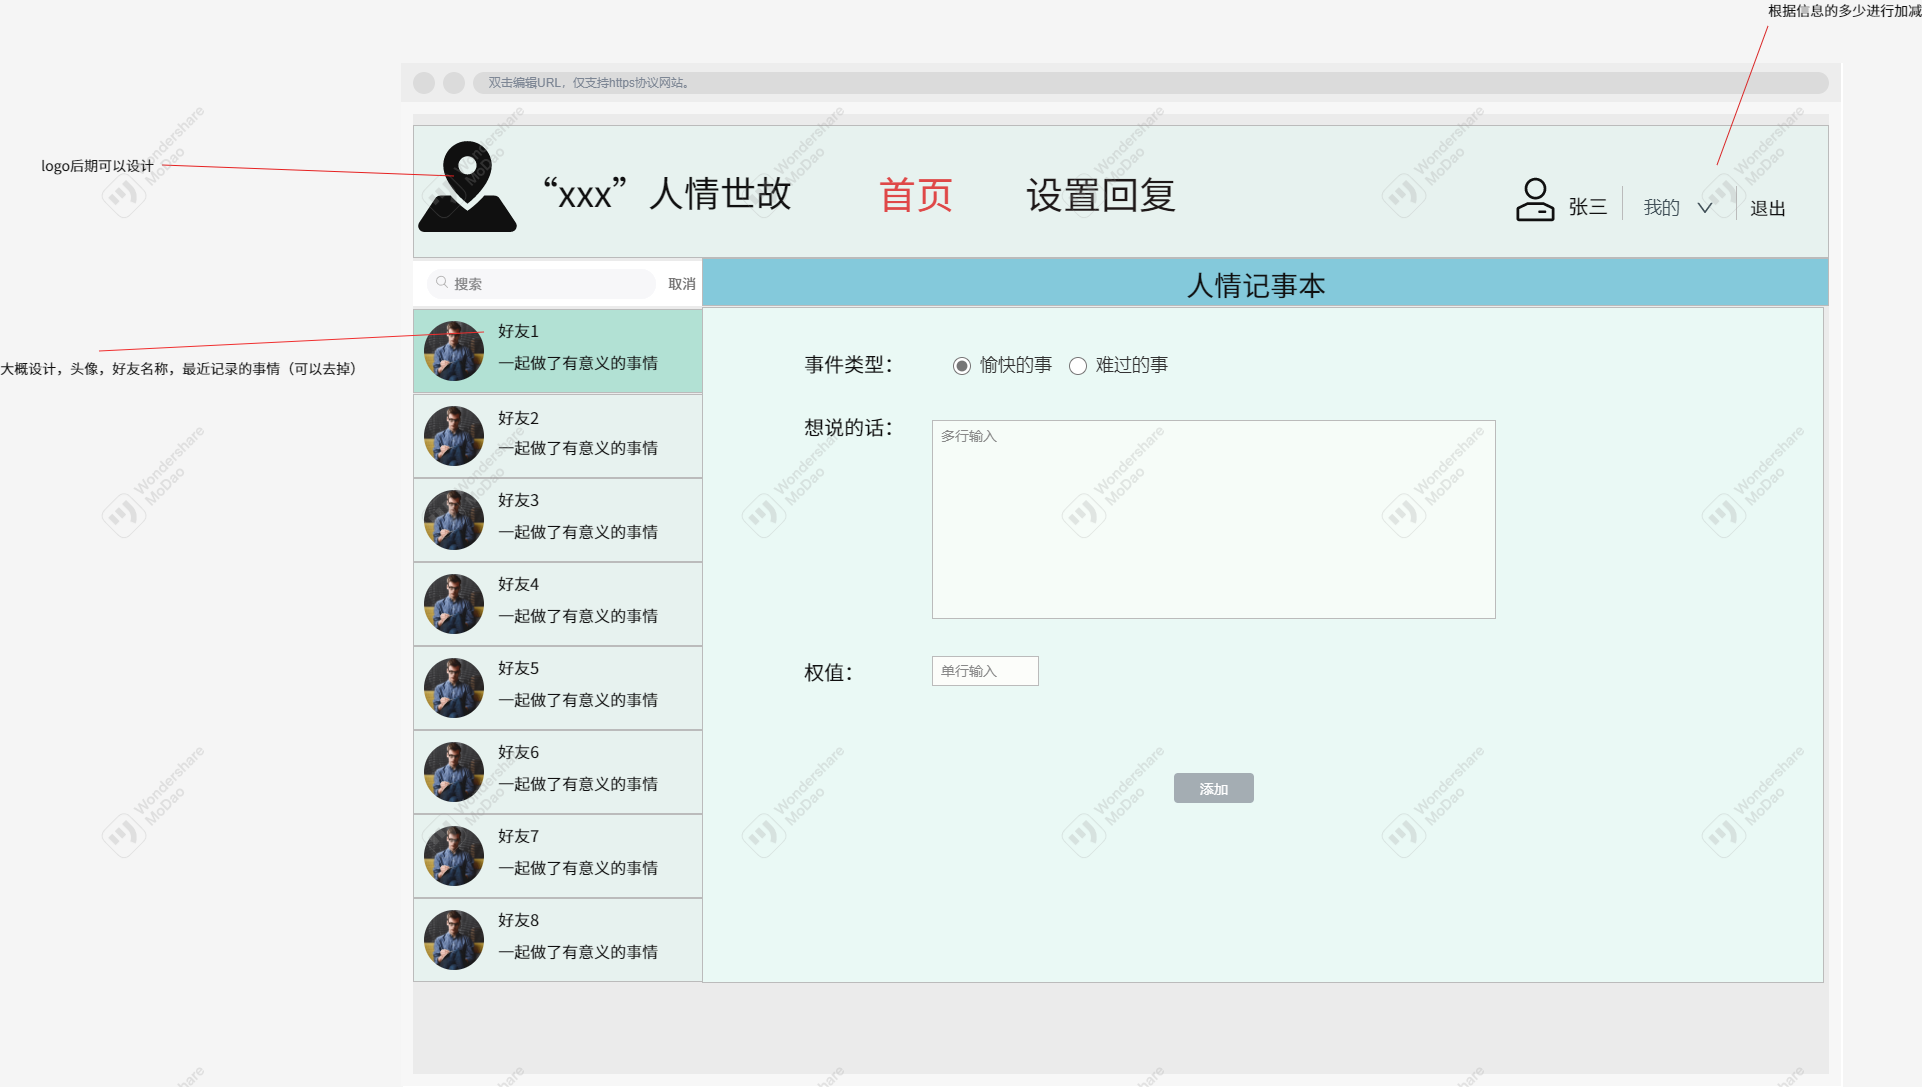 根据信息的多少进行加减
双击编辑URL，仅支持https协议网站。
logo后期可以设计
“xxx”人情世故
首页
设置回复
张三
我的
退出
搜索
取消
人情记事本
大概设计，头像，好友名称，最近记录的事情（可以去掉）
好友1
一起做了有意义的事情
好友2
一起做了有意义的事情
好友3
一起做了有意义的事情
好友4
一起做了有意义的事情
好友5
一起做了有意义的事情
好友6
一起做了有意义的事情
好友7
一起做了有意义的事情
好友8
一起做了有意义的事情
事件类型：
愉快的事
难过的事
想说的话：
多行输入
权值：
单行输入
添加
Wondershare
MoDao